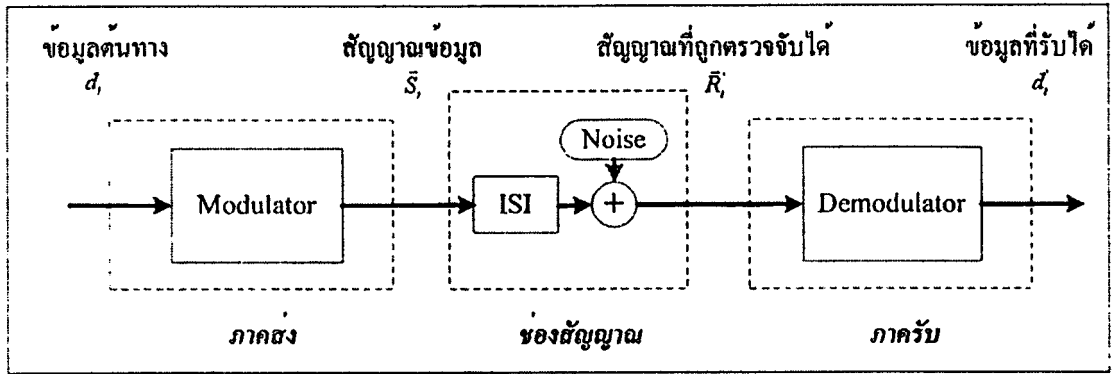 ข้อมูลต้นทาง สัญญาณข้อมูล สัญญาณที่ถูกตรวจจับได้ ข้อมูลที่รับได้
Noise
Modulator ISI + Demodulator
ภาคส่ง ช่องสัญญาณ ภาครับ